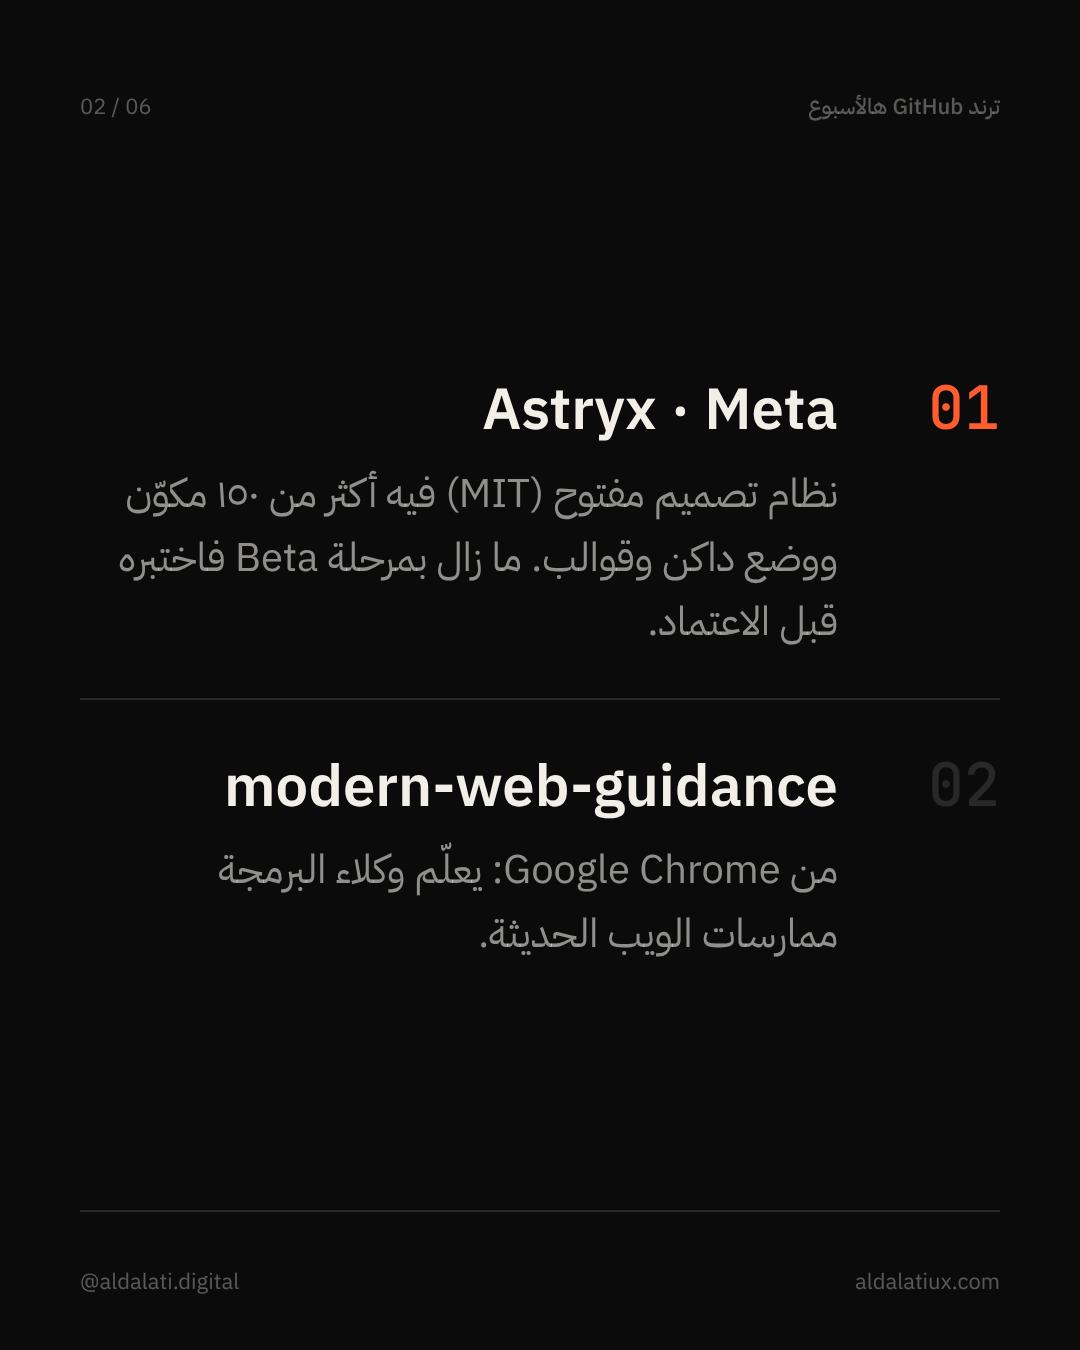 ترند GitHub هالأسبوع
02 / 06
01
Astryx · Meta
نظام تصميم مفتوح (MIT) فيه أكثر من ١٥٠ مكوّن
ووضع داكن وقوالب. ما زال بمرحلة Beta فاختبره
قبل الاعتماد.
02
modern-web-guidance
من Google Chrome: يعلّم وكلاء البرمجة
ممارسات الويب الحديثة.
aldalatiux.com
@aldalati.digital